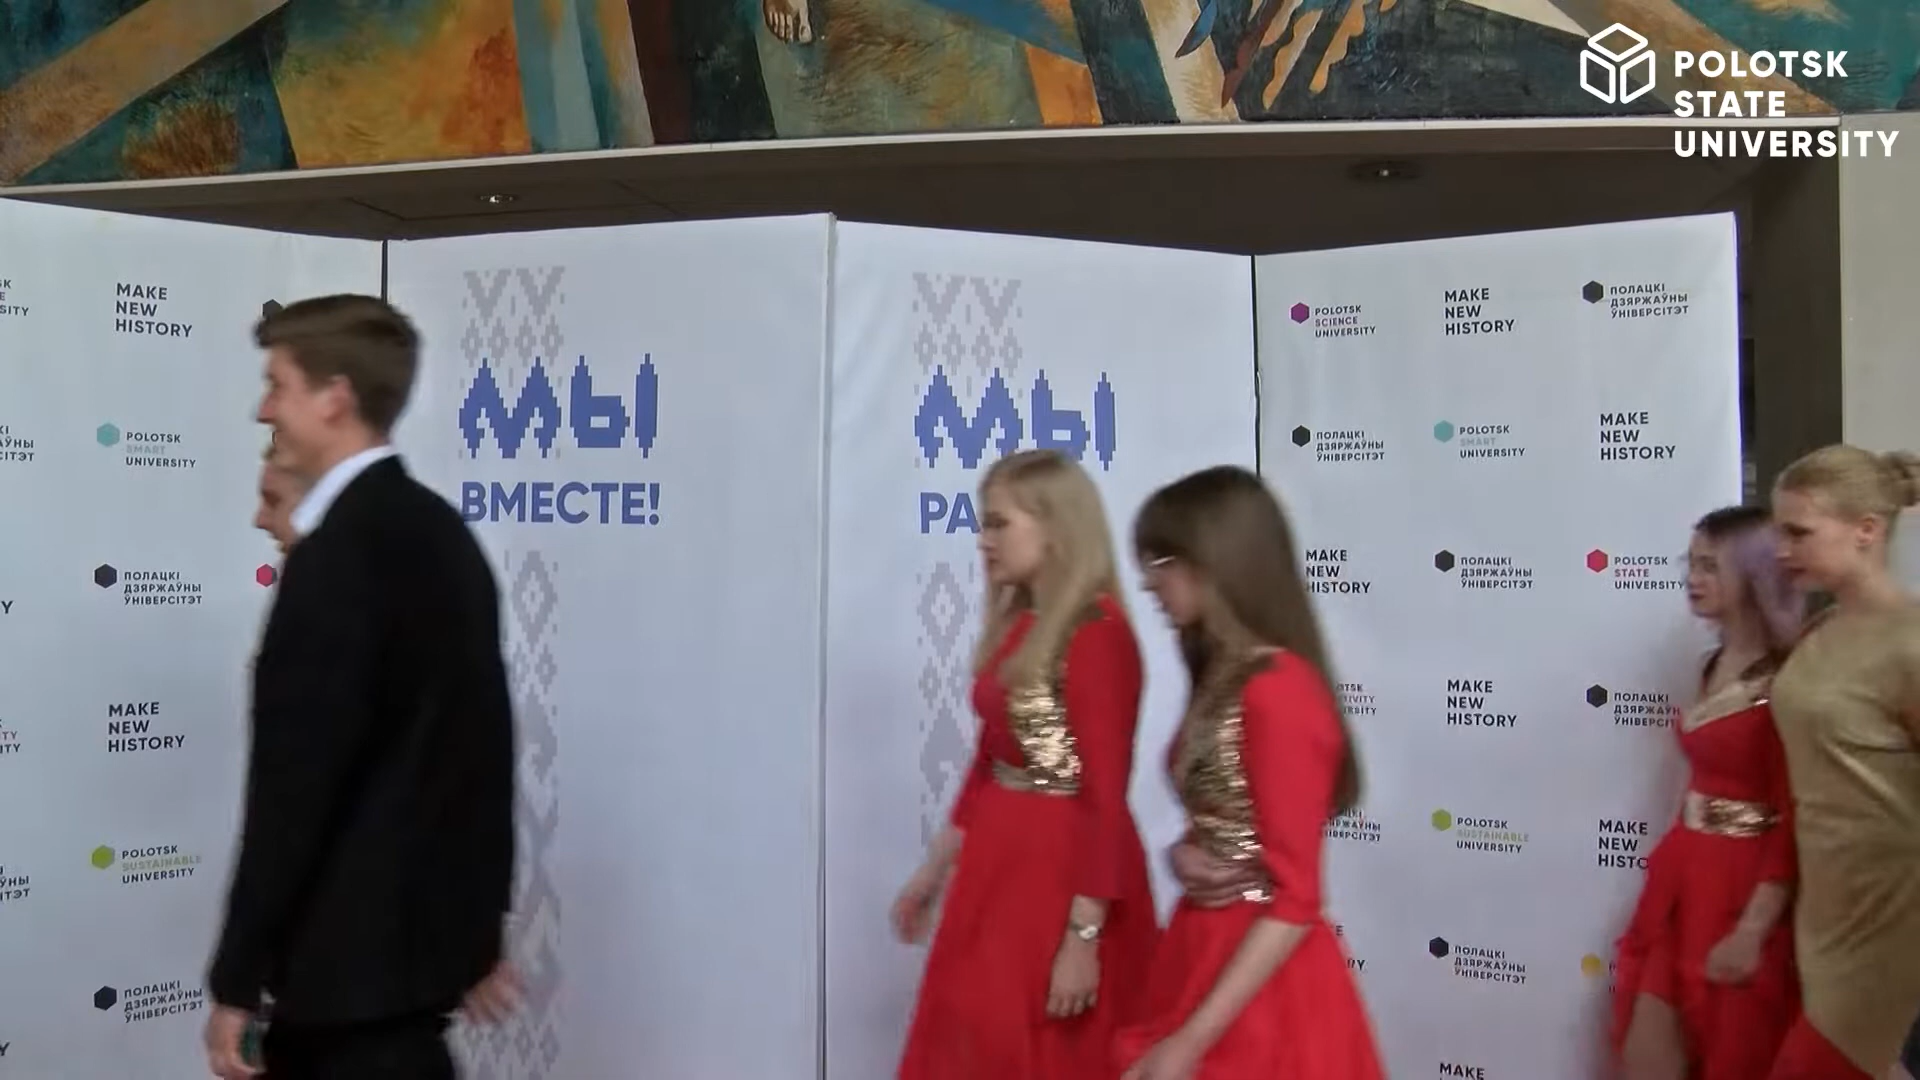 POLOTSK
STATE
UNIVERSITY
MAKE
NEW
HISTORY
POLOTSK
SMART
UNIVERSITY
ПОЛАЦКІ
ДЗЯРЖАЎНЫ
ЎНІВЕРСІТЭТ
MAKE
NEW
HISTORY
POLOTSK
SUSTAINABLE
UNIVERSITY
ПОЛАЦКІ
ДЗЯРЖАЎНЫ
ЎНІВЕРСІТЭТ
МЫ
ВМЕСТЕ!
МЫ
РА
POLOTSK
SCIENCE
UNIVERSITY
MAKE
NEW
HISTORY
ПОЛАЦКІ
ДЗЯРЖАЎНЫ
ЎНІВЕРСІТЭТ
ПОЛАЦКІ
ДЗЯРЖАЎНЫ
ЎНІВЕРСІТЭТ
POLOTSK
SMART
UNIVERSITY
MAKE
NEW
HISTORY
MAKE
NEW
HISTORY
ПОЛАЦКІ
ДЗЯРЖАЎНЫ
ЎНІВЕРСІТЭТ
POLOTSK
STATE
UNIVERSITY
MAKE
NEW
HISTORY
ПОЛАЦКІ
POLOTSK
SUSTAINABLE
UNIVERSITY
MAKE
NEW
ПОЛАЦКІ
ДЗЯРЖАЎНЫ
ЎНІВЕРСІТЭТ
MAKE